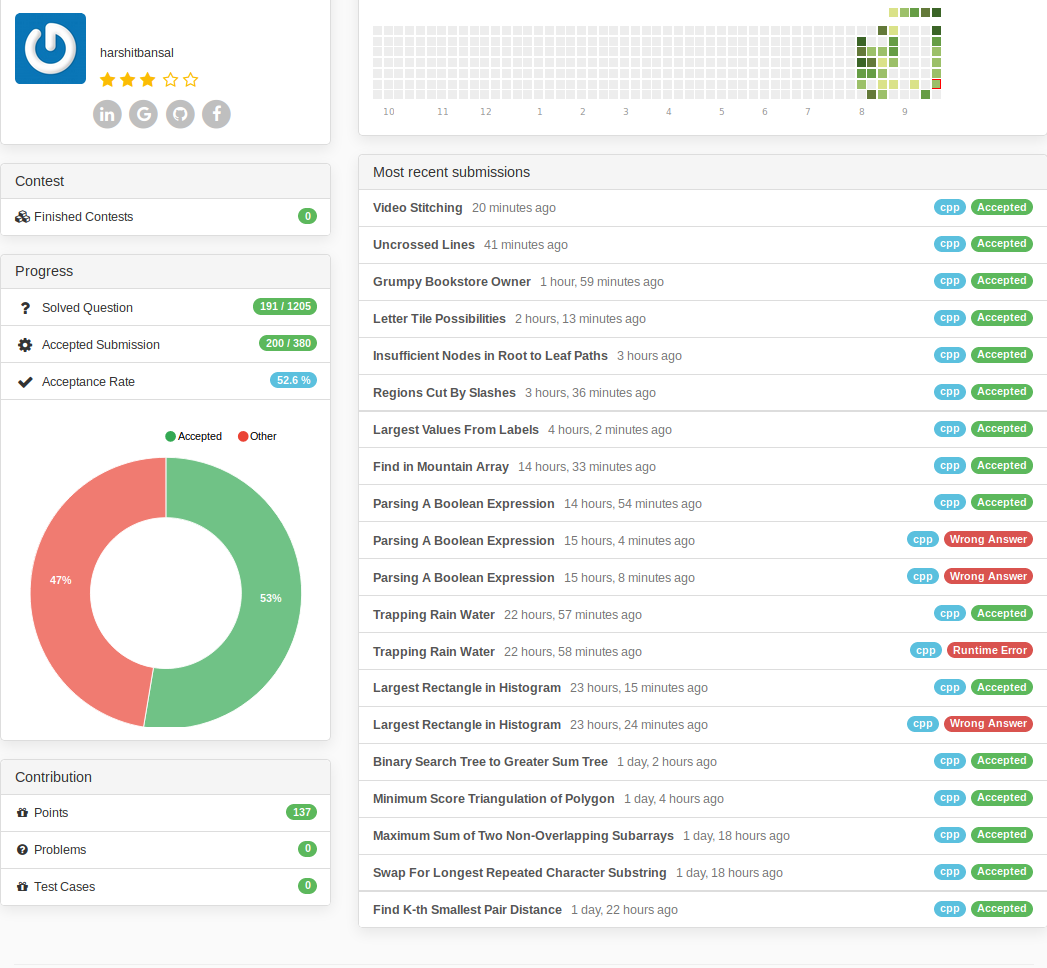 harshitbansal
in G f
Contest
Finished Contests 0
Progress
? Solved Question 191 / 1205
Accepted Submission 200 / 380
Acceptance Rate 52.6 %
Accepted Other
47%
53%
Contribution
Points 137
Problems 0
Test Cases 0
10 11 12 1 2 3 4 5 6 7 8 9
Most recent submissions
Video Stitching 20 minutes ago cpp Accepted
Uncrossed Lines 41 minutes ago cpp Accepted
Grumpy Bookstore Owner 1 hour, 59 minutes ago cpp Accepted
Letter Tile Possibilities 2 hours, 13 minutes ago cpp Accepted
Insufficient Nodes in Root to Leaf Paths 3 hours ago cpp Accepted
Regions Cut By Slashes 3 hours, 36 minutes ago cpp Accepted
Largest Values From Labels 4 hours, 2 minutes ago cpp Accepted
Find in Mountain Array 14 hours, 33 minutes ago cpp Accepted
Parsing A Boolean Expression 14 hours, 54 minutes ago cpp Accepted
Parsing A Boolean Expression 15 hours, 4 minutes ago cpp Wrong Answer
Parsing A Boolean Expression 15 hours, 8 minutes ago cpp Wrong Answer
Trapping Rain Water 22 hours, 57 minutes ago cpp Accepted
Trapping Rain Water 22 hours, 58 minutes ago cpp Runtime Error
Largest Rectangle in Histogram 23 hours, 15 minutes ago cpp Accepted
Largest Rectangle in Histogram 23 hours, 24 minutes ago cpp Wrong Answer
Binary Search Tree to Greater Sum Tree 1 day, 2 hours ago cpp Accepted
Minimum Score Triangulation of Polygon 1 day, 4 hours ago cpp Accepted
Maximum Sum of Two Non-Overlapping Subarrays 1 day, 18 hours ago cpp Accepted
Swap For Longest Repeated Character Substring 1 day, 18 hours ago cpp Accepted
Find K-th Smallest Pair Distance 1 day, 22 hours ago cpp Accepted